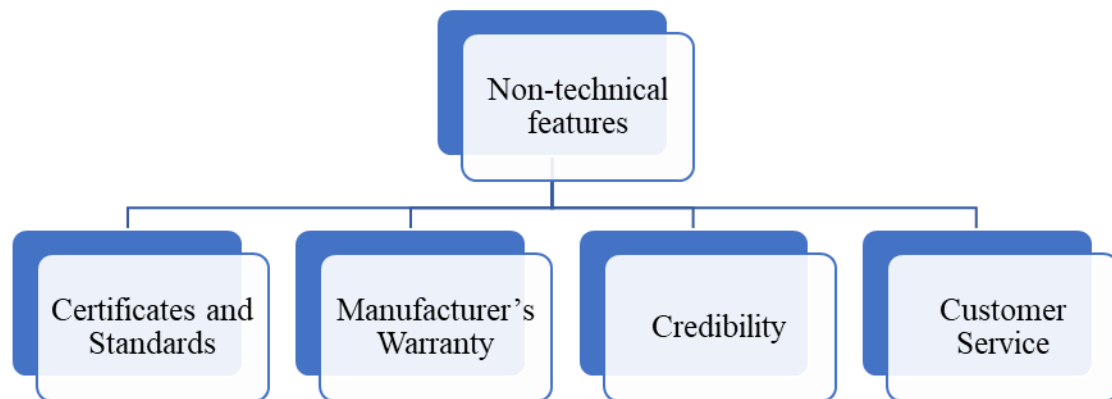 Non-technical
features
Certificates and
Standards
Manufacturer’s
Warranty
Credibility
Customer
Service